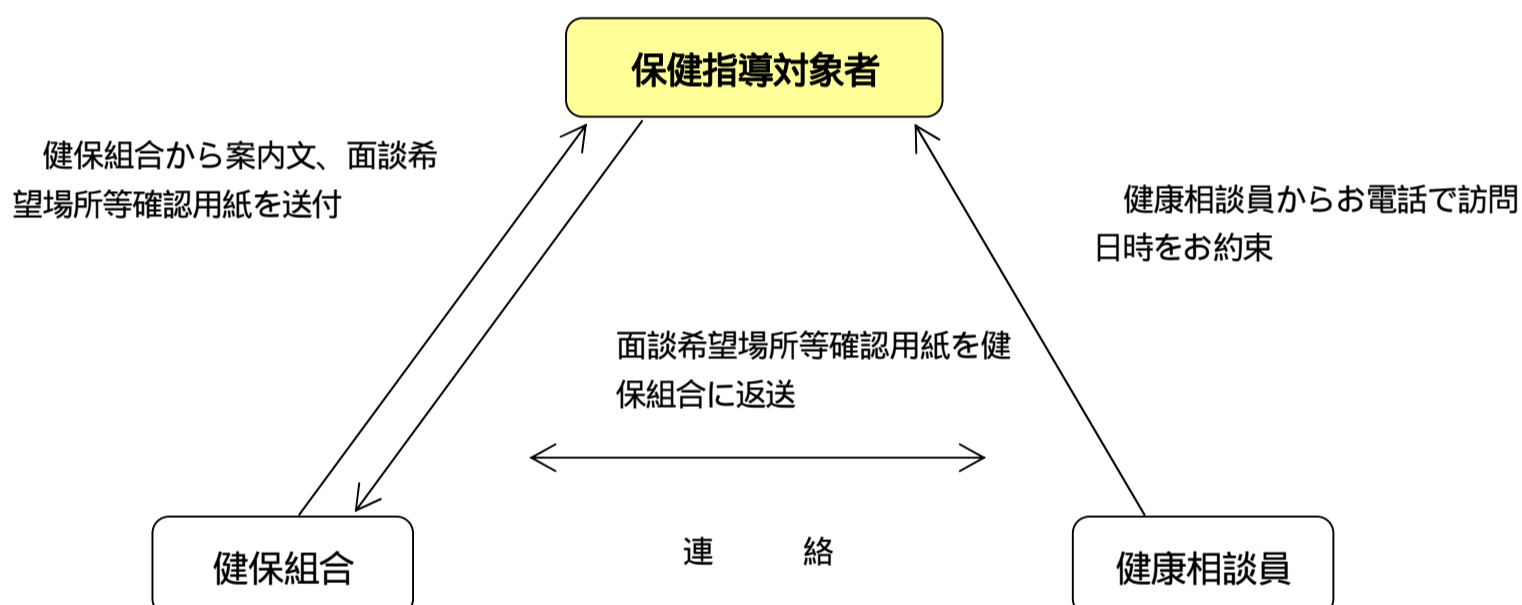 保健指導対象者
健保組合から案内文、面談希
望場所等確認用紙を送付
健康相談員からお電話で訪問
日時をお約束
面談希望場所等確認用紙を健
保組合に返送
連　　　絡
健保組合
健康相談員